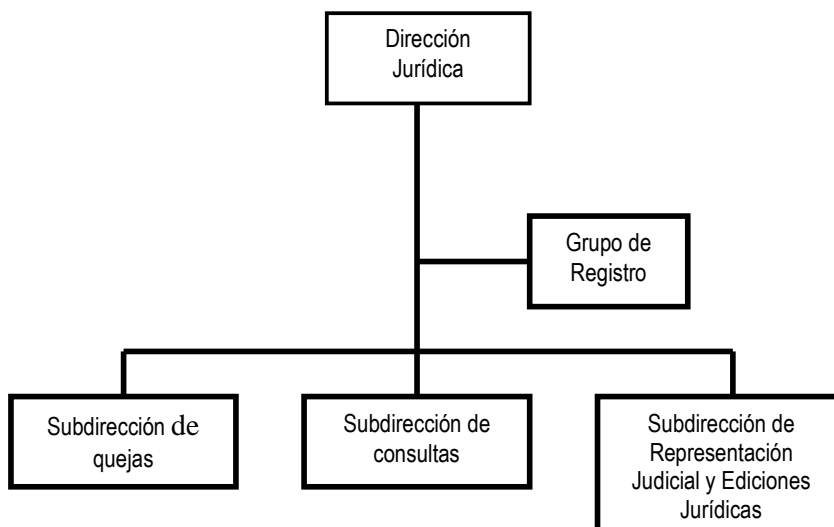 Dirección
Jurídica
Grupo de
Registro
Subdirección de
quejas
Subdirección de
consultas
Subdirección de
Representación
Judicial y Ediciones
Jurídicas